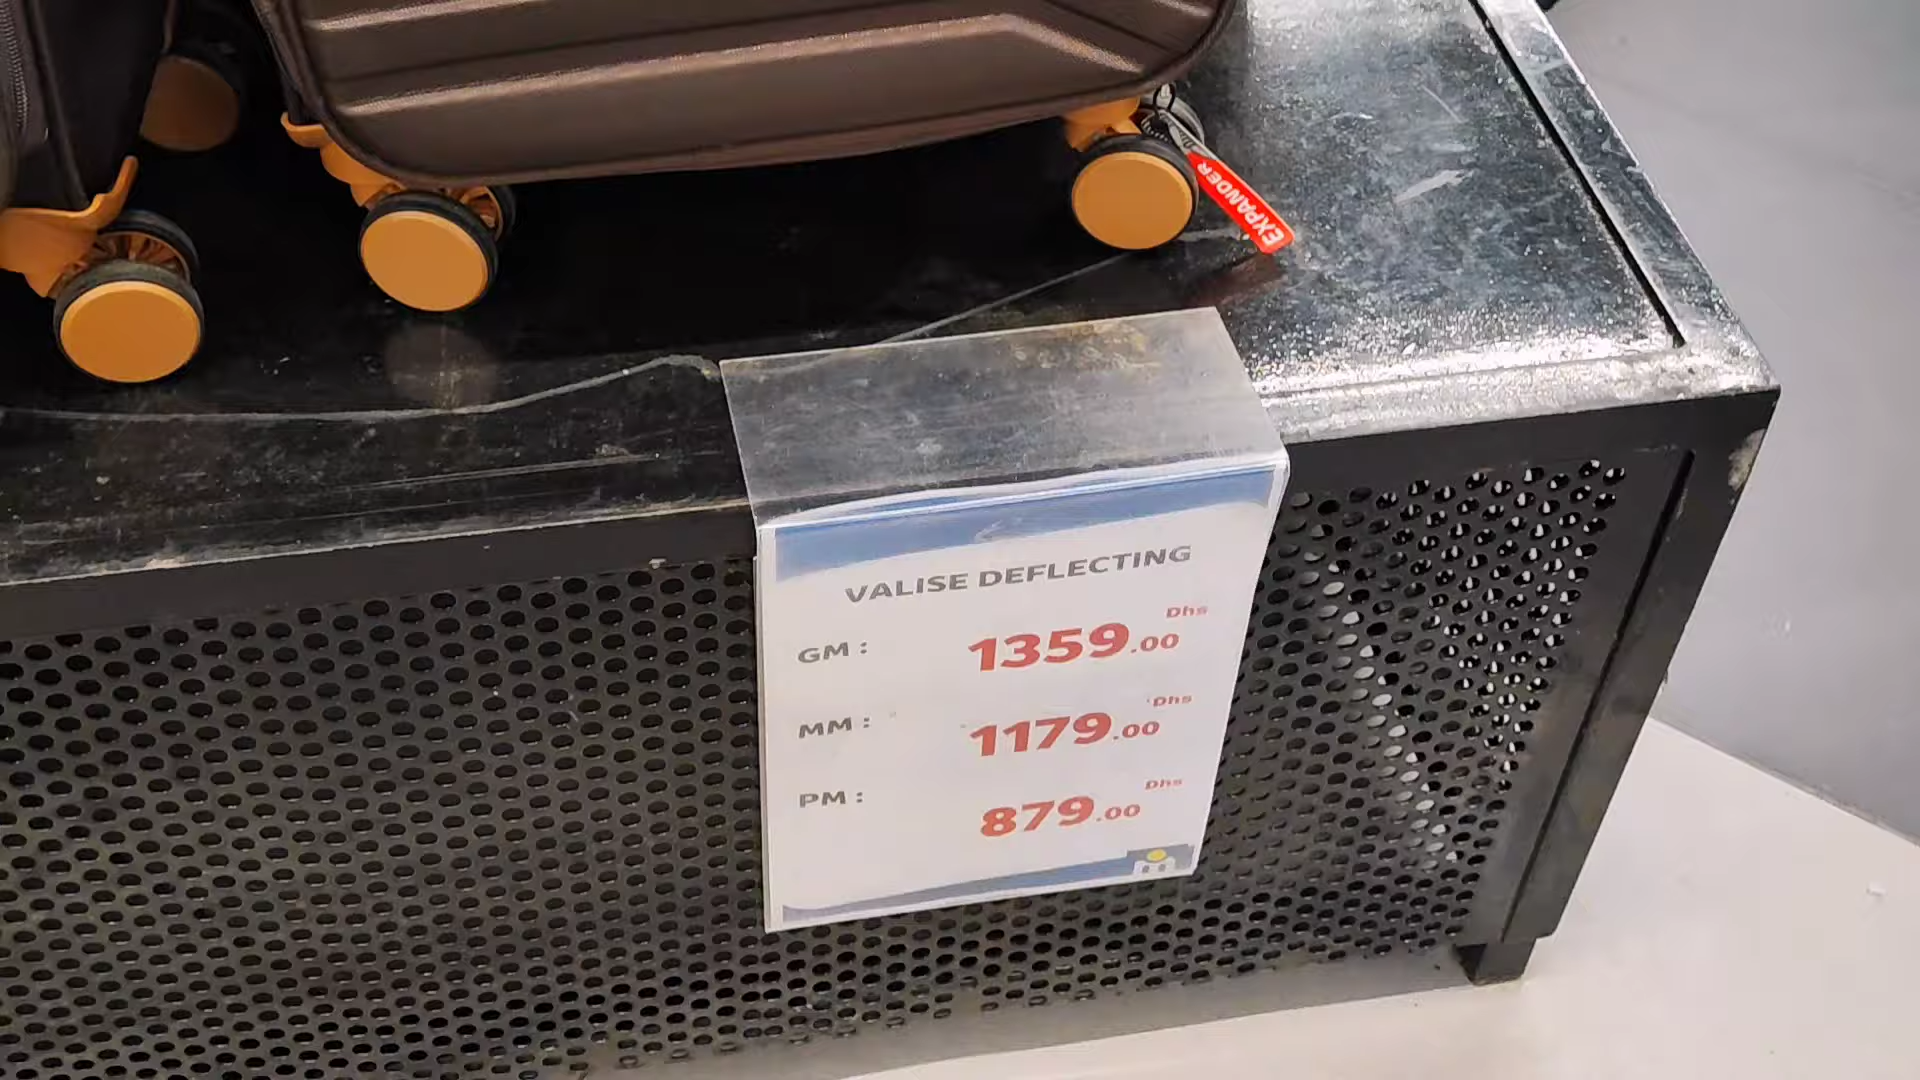 EXPANDER
VALISE DEFLECTING
Dhs
GM : 1359.00
Dhs
MM : 1179.00
Dhs
PM : 879.00